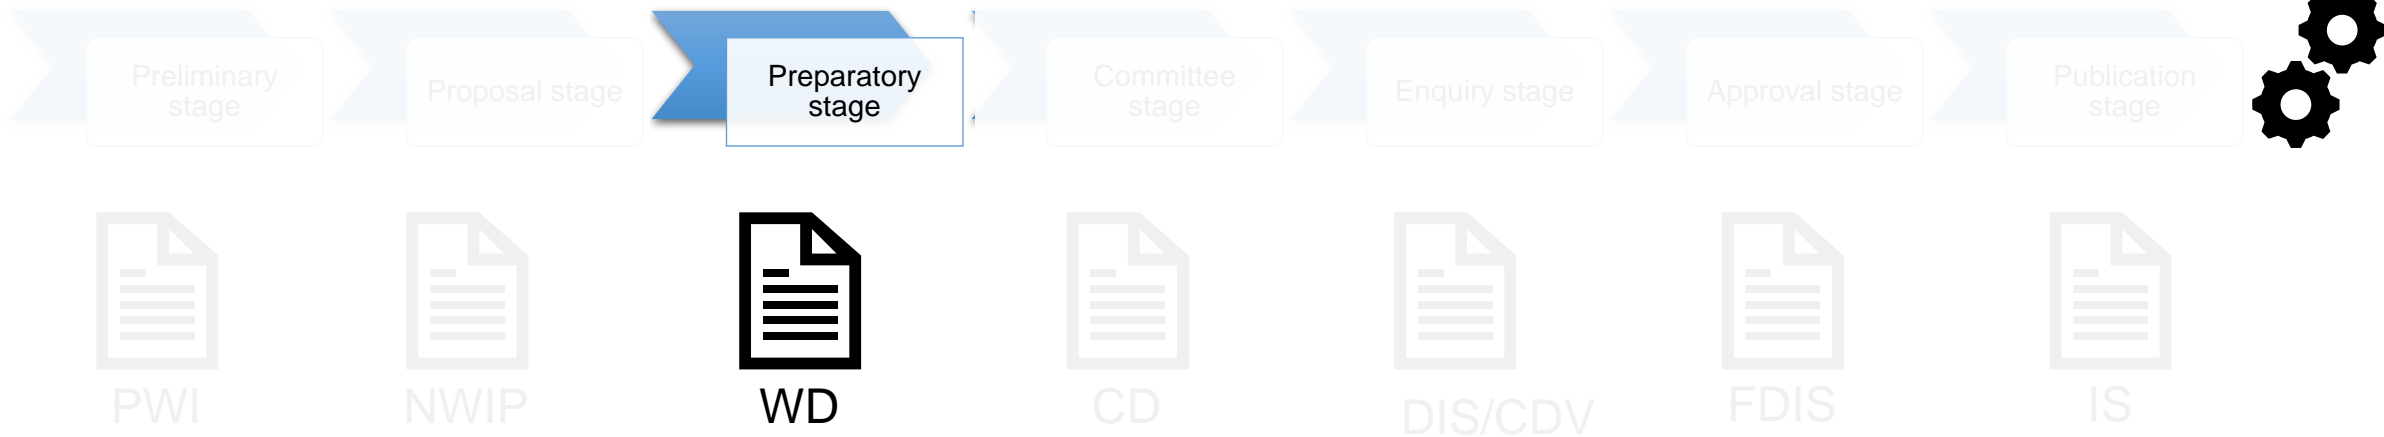 Preliminary
stage
Proposal stage
Preparatory
stage
Committee
stage
Enquiry stage
Approval stage
Publication
stage
PWI
NWIP
WD
CD
DIS/CDV
FDIS
IS